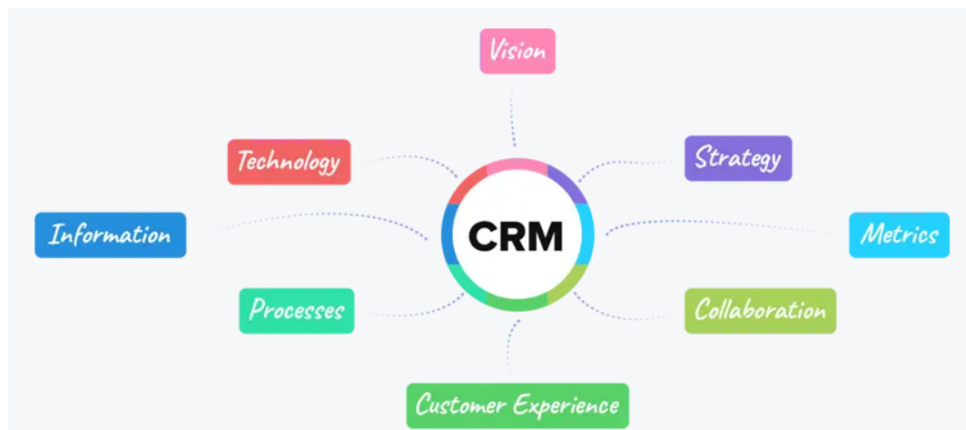 Vision
Technology
Strategy
Information
CRM
Metrics
Processes
Collaboration
Customer Experience